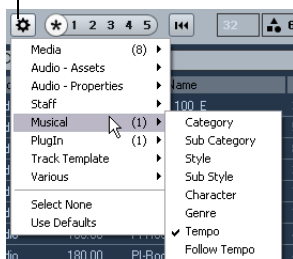 * 1 2 3 4 5 32 6
Name
Media (8)
Audio - Assets
Audio - Properties
Staff
100 E
Musical (1)
Category
PlugIn (1)
Sub Category
Track Template
Style
Various
Sub Style
Character
Select None
Genre
Use Defaults
Tempo
Follow Tempo
180.00